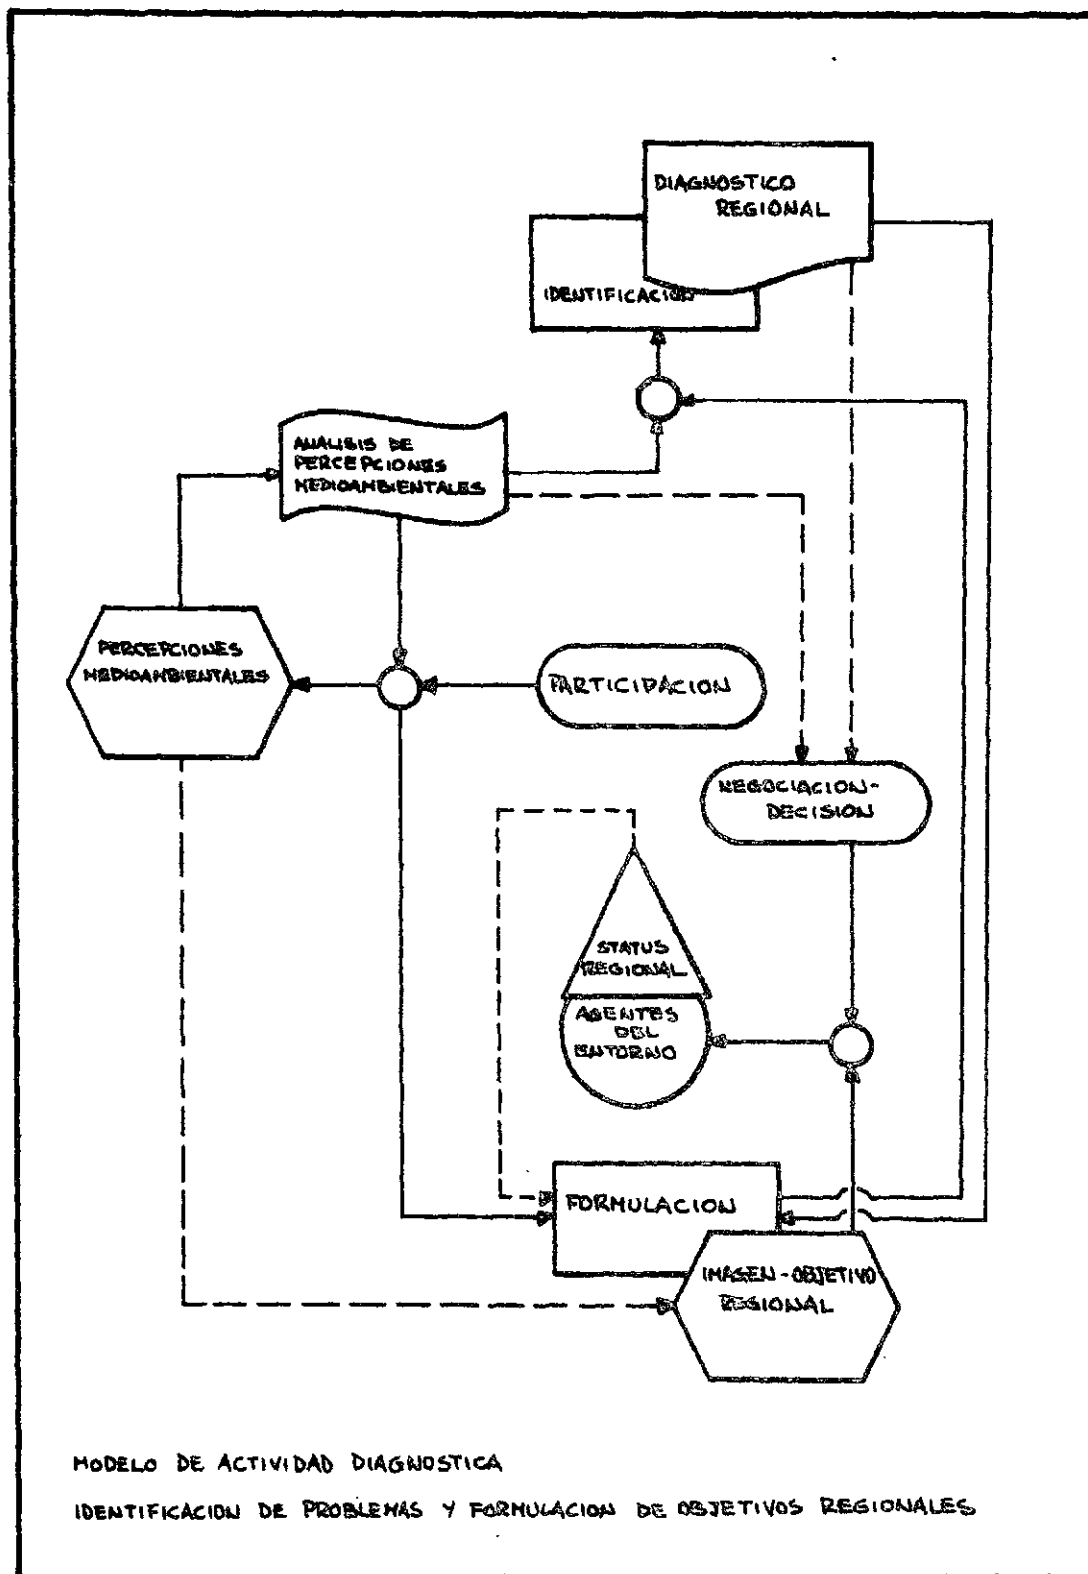 DIAGNOSTICO
REGIONAL
IDENTIFICACION
ANALISIS DE
PERCEPCIONES
MEDIOAMBIENTALES
PERCEPCIONES
MEDIOAMBIENTALES
PARTICIPACION
NEGOCIACION-
DECISION
STATUS
REGIONAL
AGENTES
DEL
ENTORNO
FORMULACION
IMAGEN-OBJETIVO
REGIONAL
MODELO DE ACTIVIDAD DIAGNOSTICA
IDENTIFICACION DE PROBLEMAS Y FORMULACION DE OBJETIVOS REGIONALES